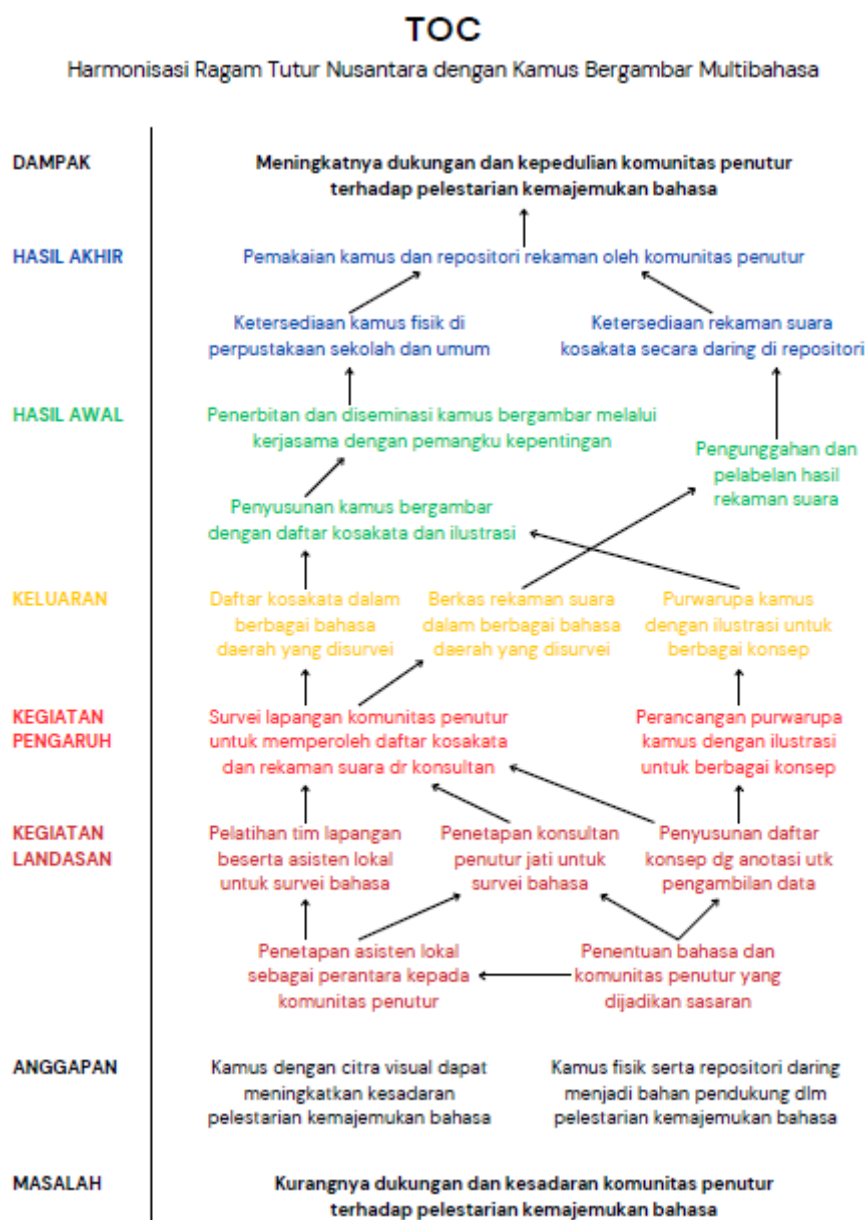 TOC
Harmonisasi Ragam Tutur Nusantara dengan Kamus Bergambar Multibahasa
DAMPAK
Meningkatnya dukungan dan kepedulian komunitas penutur
terhadap pelestarian kemajemukan bahasa
HASIL AKHIR
Pemakaian kamus dan repositori rekaman oleh komunitas penutur
Ketersediaan kamus fisik di
perpustakaan sekolah dan umum
Ketersediaan rekaman suara
kosakata secara daring di repositori
HASIL AWAL
Penerbitan dan diseminasi kamus bergambar melalui
kerjasama dengan pemangku kepentingan
Pengunggahan dan
pelabelan hasil
rekaman suara
Penyusunan kamus bergambar
dengan daftar kosakata dan ilustrasi
KELUARAN
Daftar kosakata dalam
berbagai bahasa
daerah yang disurvei
Berkas rekaman suara
dalam berbagai bahasa
daerah yang disurvei
Purwarupa kamus
dengan ilustrasi untuk
berbagai konsep
KEGIATAN
PENGARUH
Survei lapangan komunitas penutur
untuk memperoleh daftar kosakata
dan rekaman suara dr konsultan
Perancangan purwarupa
kamus dengan ilustrasi
untuk berbagai konsep
KEGIATAN
LANDASAN
Pelatihan tim lapangan
beserta asisten lokal
untuk survei bahasa
Penetapan konsultan
penutur jati untuk
survei bahasa
Penyusunan daftar
konsep dg anotasi utk
pengambilan data
Penetapan asisten lokal
sebagai perantara kepada
komunitas penutur
Penentuan bahasa dan
komunitas penutur yang
dijadikan sasaran
ANGGAPAN
Kamus dengan citra visual dapat
meningkatkan kesadaran
pelestarian kemajemukan bahasa
Kamus fisik serta repositori daring
menjadi bahan pendukung dlm
pelestarian kemajemukan bahasa
MASALAH
Kurangnya dukungan dan kesadaran komunitas penutur
terhadap pelestarian kemajemukan bahasa